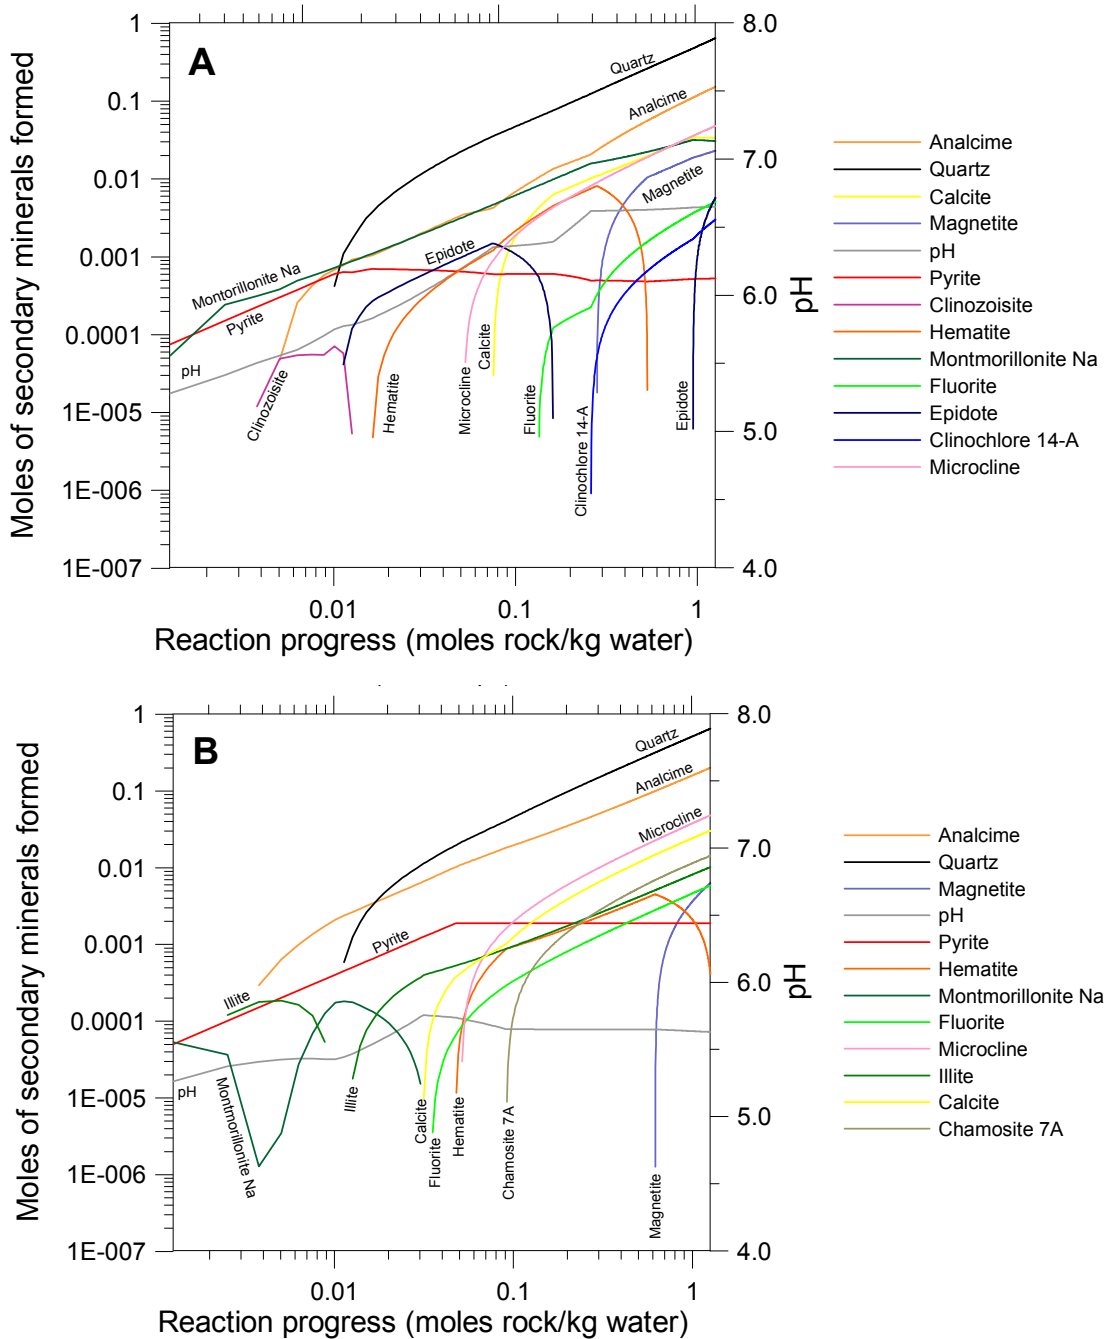 A
Moles of secondary minerals formed
1
0.1
0.01
0.001
0.0001
1E-005
1E-006
1E-007
8.0
7.0
6.0
5.0
4.0
pH
0.01
0.1
1
Reaction progress (moles rock/kg water)
Quartz
Analcime
Magnetite
Epidote
Montorillonite Na
Pyrite
pH
Clinozoisite
Hematite
Microcline
Calcite
Fluorite
Clinochlore 14-A
Epidote
Analcime
Quartz
Calcite
Magnetite
pH
Pyrite
Clinozoisite
Hematite
Montmorillonite Na
Fluorite
Epidote
Clinochlore 14-A
Microcline
B
Moles of secondary minerals formed
1
0.1
0.01
0.001
0.0001
1E-005
1E-006
1E-007
8.0
7.0
6.0
5.0
4.0
pH
0.01
0.1
1
Reaction progress (moles rock/kg water)
Quartz
Analcime
Microcline
Pyrite
Illite
pH
Montmorillonite Na
Illite
Calcite
Fluorite
Hematite
Chamosite 7A
Magnetite
Analcime
Quartz
Magnetite
pH
Pyrite
Hematite
Montmorillonite Na
Fluorite
Microcline
Illite
Calcite
Chamosite 7A